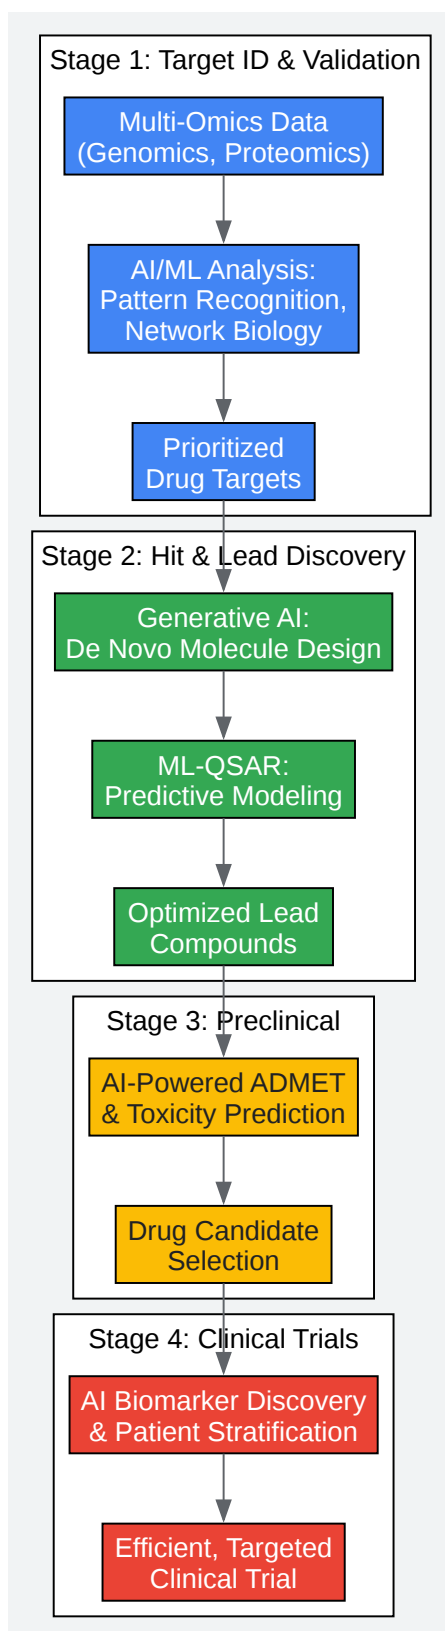 Stage 1: Target ID & Validation
Multi-Omics Data
(Genomics, Proteomics)
AI/ML Analysis:
Pattern Recognition,
Network Biology
Prioritized
Drug Targets
Stage 2: Hit & Lead Discovery
Generative AI:
De Novo Molecule Design
ML-QSAR:
Predictive Modeling
Optimized Lead
Compounds
Stage 3: Preclinical
AI-Powered ADMET
& Toxicity Prediction
Drug Candidate
Selection
Stage 4: Clinical Trials
AI Biomarker Discovery
& Patient Stratification
Efficient, Targeted
Clinical Trial